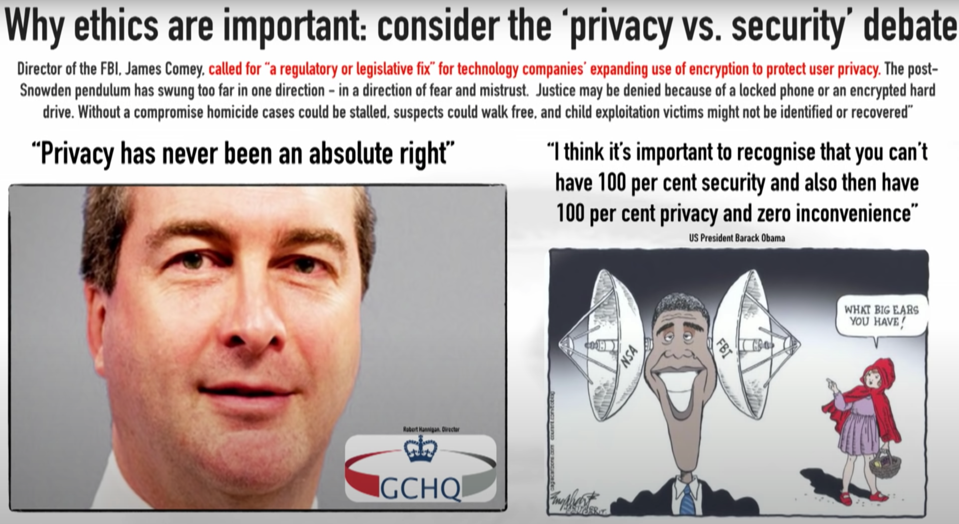 Why ethics are important: consider the 'privacy vs. security' debate
Director of the FBI, James Comey, called for "a regulatory or legislative fix" for technology companies' expanding use of encryption to protect user privacy. The post-
Snowden pendulum has swung too far in one direction – in a direction of fear and mistrust. Justice may be denied because of a locked phone or an encrypted hard
drive. Without a compromise homicide cases could be stalled, suspects could walk free, and child exploitation victims might not be identified or recovered"
"Privacy has never been an absolute right"
Robert Hannigan, Director
GCHQ
"I think it's important to recognise that you can't
have 100 per cent security and also then have
100 per cent privacy and zero inconvenience"
US President Barack Obama
NSA
FBI
WHAT BIG EARS
YOU HAVE!